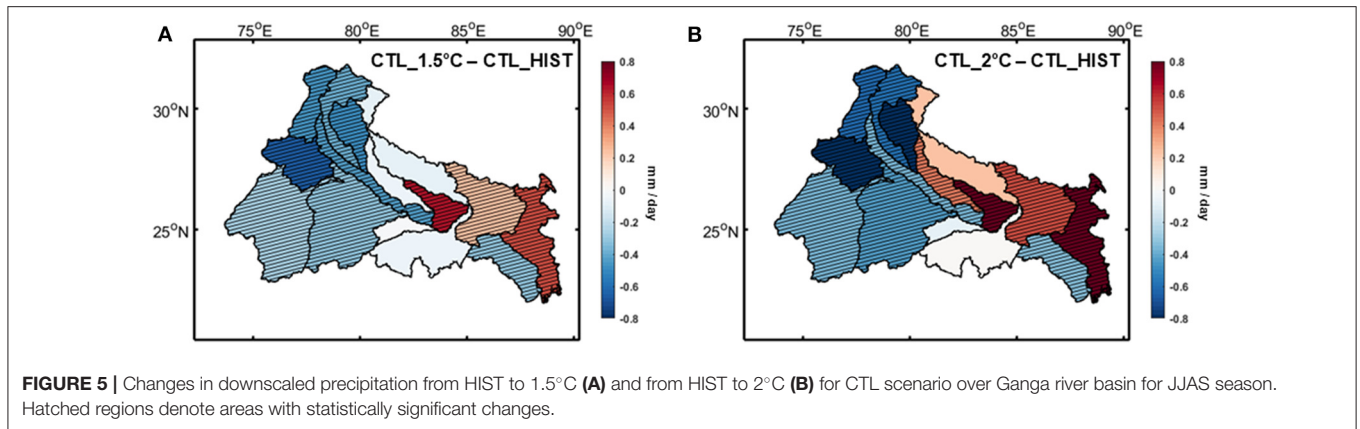 A
75°E
80°E
85°E
90°E
CTL_1.5°C – CTL_HIST
30°N
25°N
0.8
0.6
0.4
0.2
0
-0.2
-0.4
-0.6
-0.8
mm / day
B
75°E
80°E
85°E
90°E
CTL_2°C – CTL_HIST
30°N
25°N
0.8
0.6
0.4
0.2
0
-0.2
-0.4
-0.6
-0.8
mm / day
FIGURE 5 | Changes in downscaled precipitation from HIST to 1.5°C (A) and from HIST to 2°C (B) for CTL scenario over Ganga river basin for JJAS season.
Hatched regions denote areas with statistically significant changes.